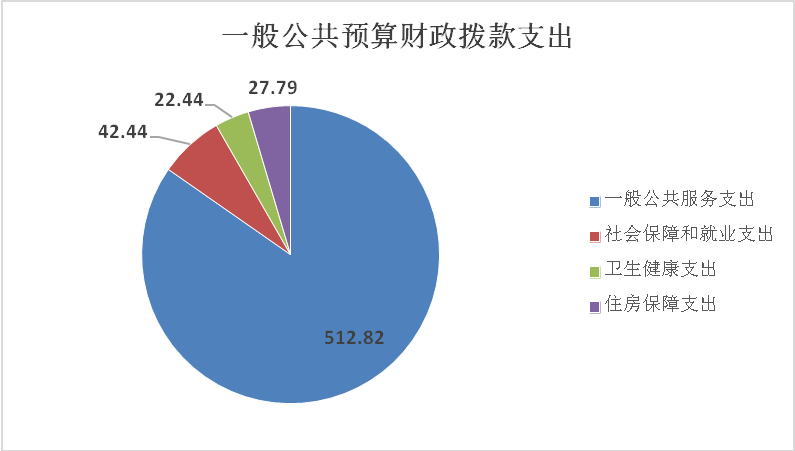 一般公共预算财政拨款支出
27.79
22.44
42.44
512.82
一般公共服务支出
社会保障和就业支出
卫生健康支出
住房保障支出